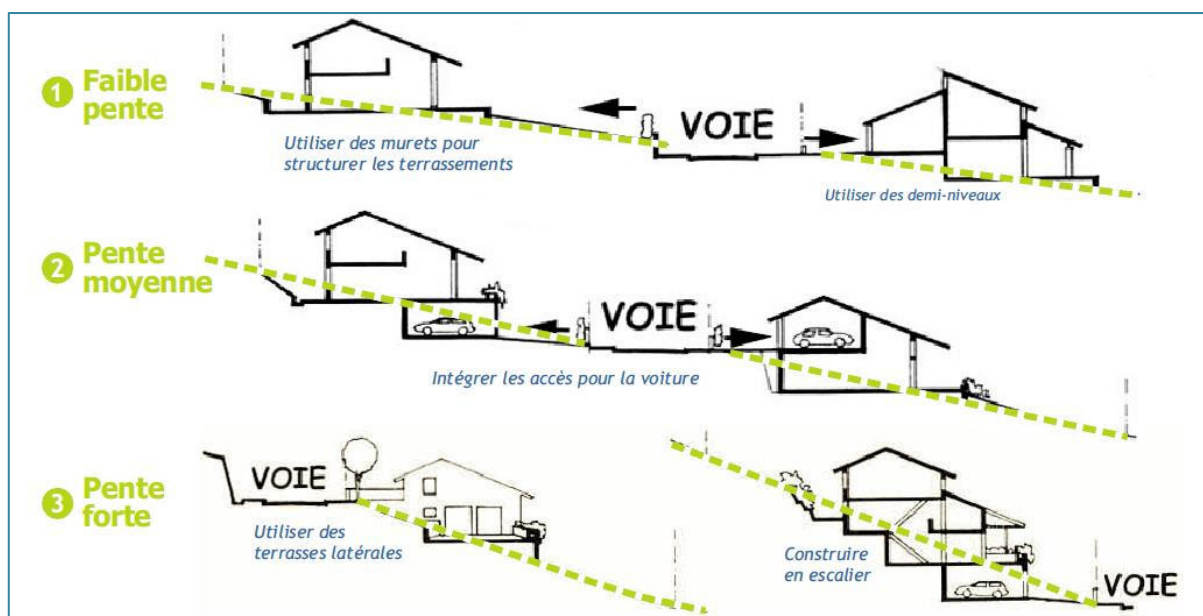 1 Faible
pente
VOIE
Utiliser des murets pour
structurer les terrassements
Utiliser des demi-niveaux
2 Pente
moyenne
VOIE
Intégrer les accès pour la voiture
3 Pente
forte
VOIE
Utiliser des
terrasses latérales
Construire
en escalier
VOIE